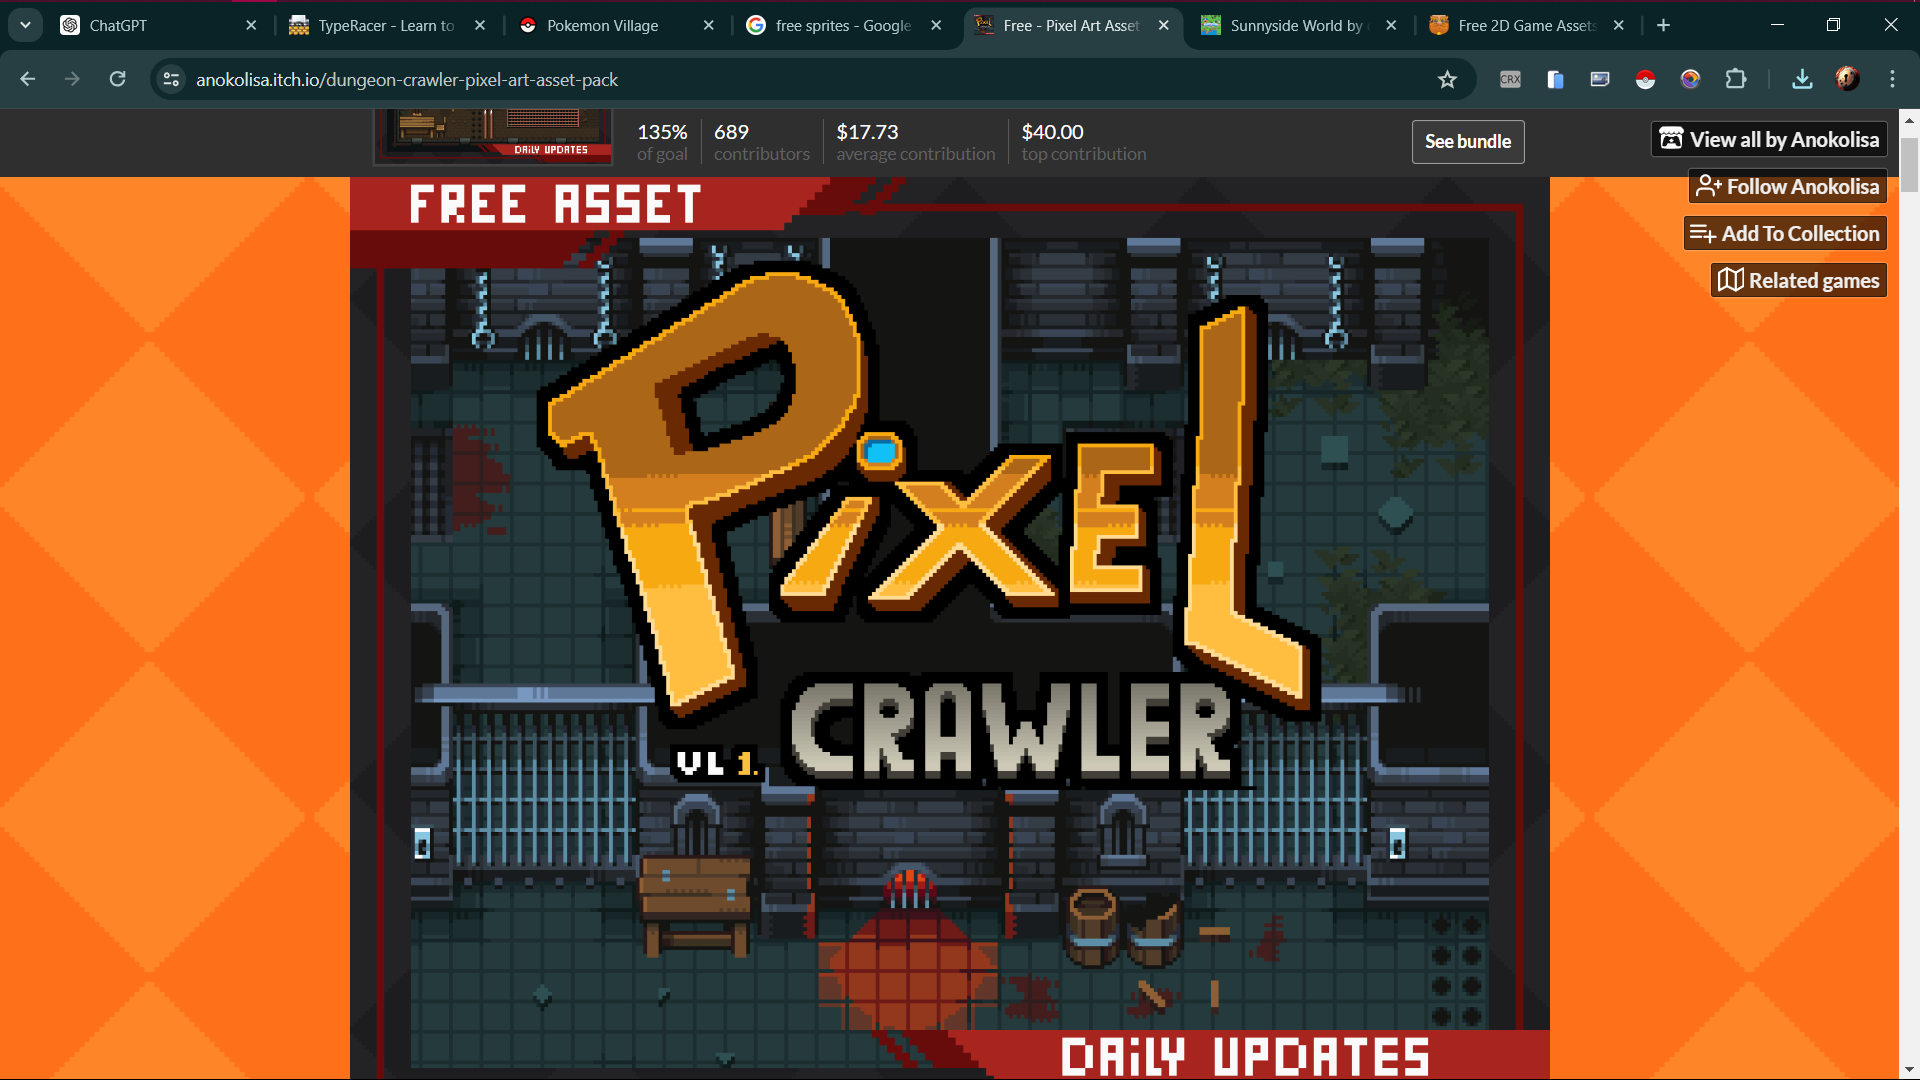 ChatGPT
TypeRacer - Learn to
Pokemon Village
free sprites - Google
Free - Pixel Art Asset
Sunnyside World by
Free 2D Game Assets
anokolisa.itch.io/dungeon-crawler-pixel-art-asset-pack
CRX
DAILY UPDATES
135%
of goal
689
contributors
$17.73
average contribution
$40.00
top contribution
See bundle
View all by Anokolisa
Follow Anokolisa
Add To Collection
Related games
FREE ASSET
PiXEL
CRAWLER
VL 1.
DAiLY UPDATES